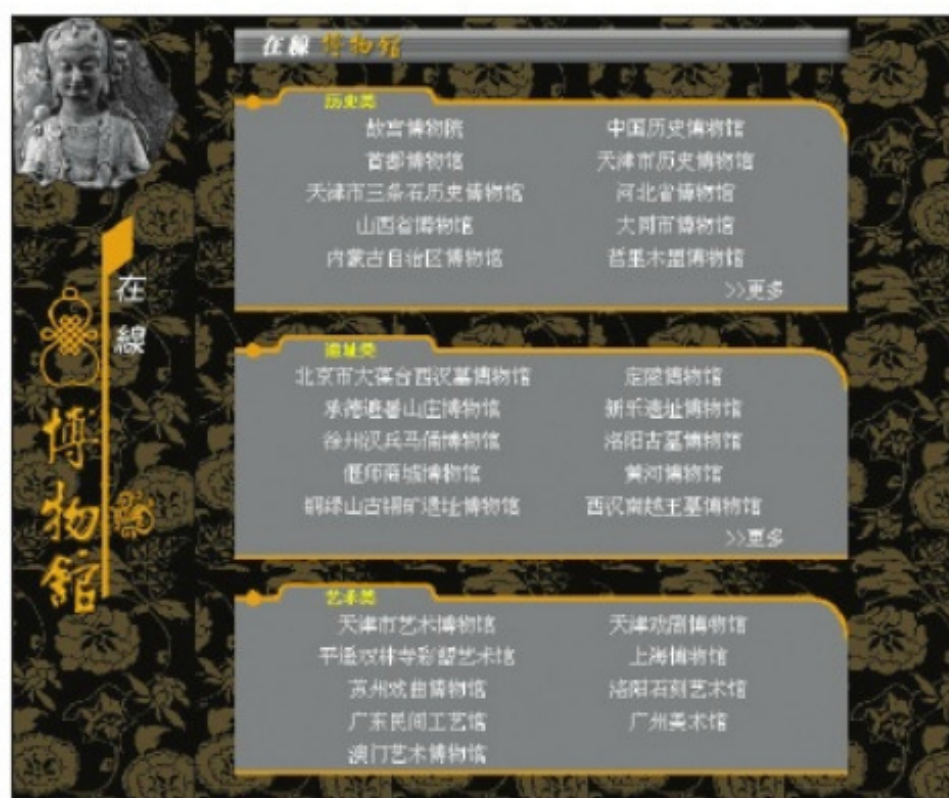 在線 博物館
在線
博物館
历史类
故宫博物院 中国历史博物馆
首都博物馆 天津市历史博物馆
天津市三条石历史博物馆 河北省博物馆
山西省博物馆 大同市博物馆
内蒙古自治区博物馆 哲里木盟博物馆
>>更多
遗址类
北京市大葆台西汉墓博物馆 定陵博物馆
承德避暑山庄博物馆 新乐遗址博物馆
徐州汉兵马俑博物馆 洛阳古墓博物馆
偃师商城博物馆 黄河博物馆
铜绿山古铜矿遗址博物馆 西汉南越王墓博物馆
>>更多
艺术类
天津市艺术博物馆 天津戏剧博物馆
平遥双林寺彩塑艺术馆 上海博物馆
苏州戏曲博物馆 洛阳石刻艺术馆
广东民间工艺馆 广州美术馆
澳门艺术博物馆